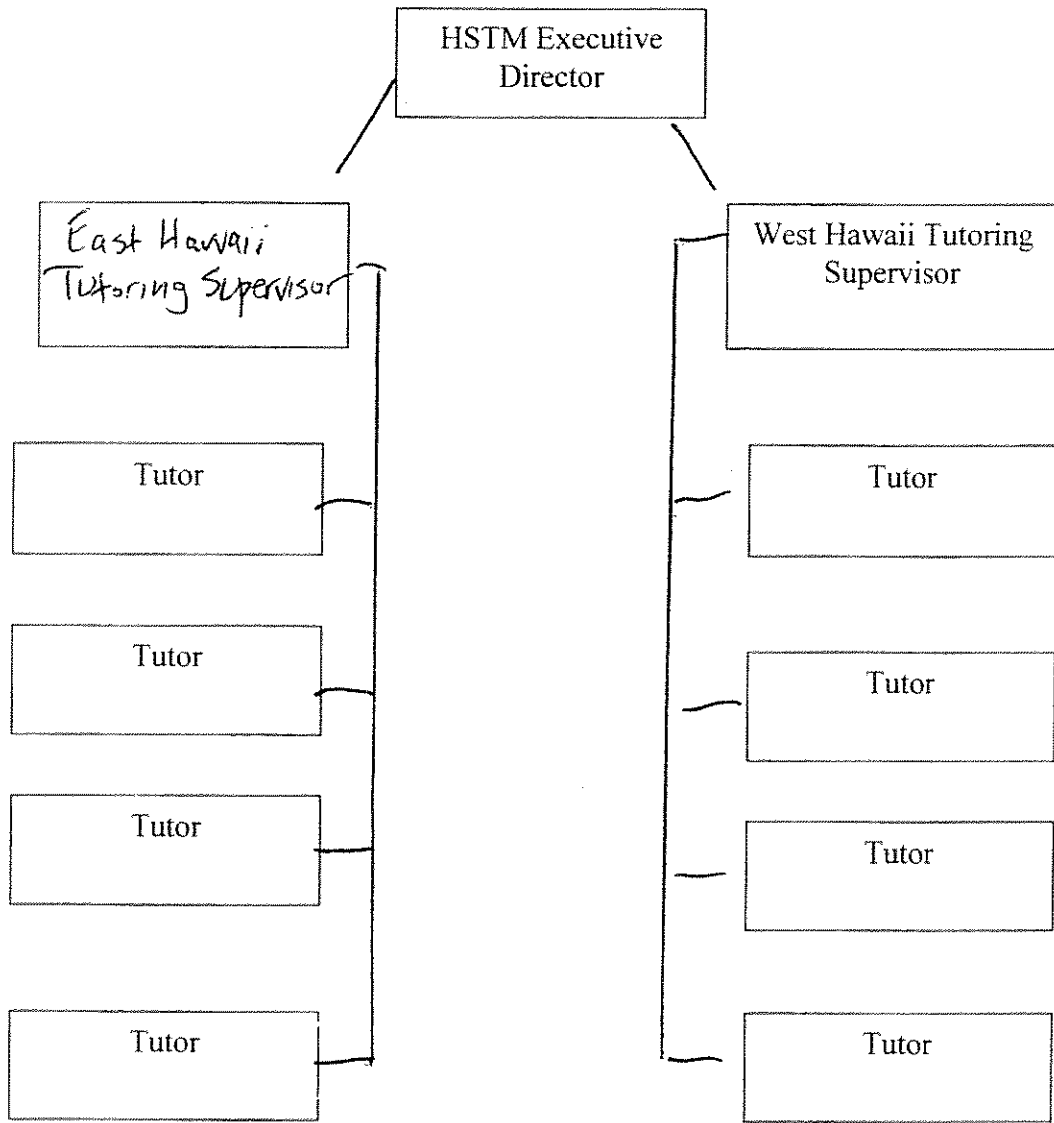 HSTM Executive
Director
East Hawaii
Tutoring Supervisor
West Hawaii Tutoring
Supervisor
Tutor
Tutor
Tutor
Tutor
Tutor
Tutor
Tutor
Tutor